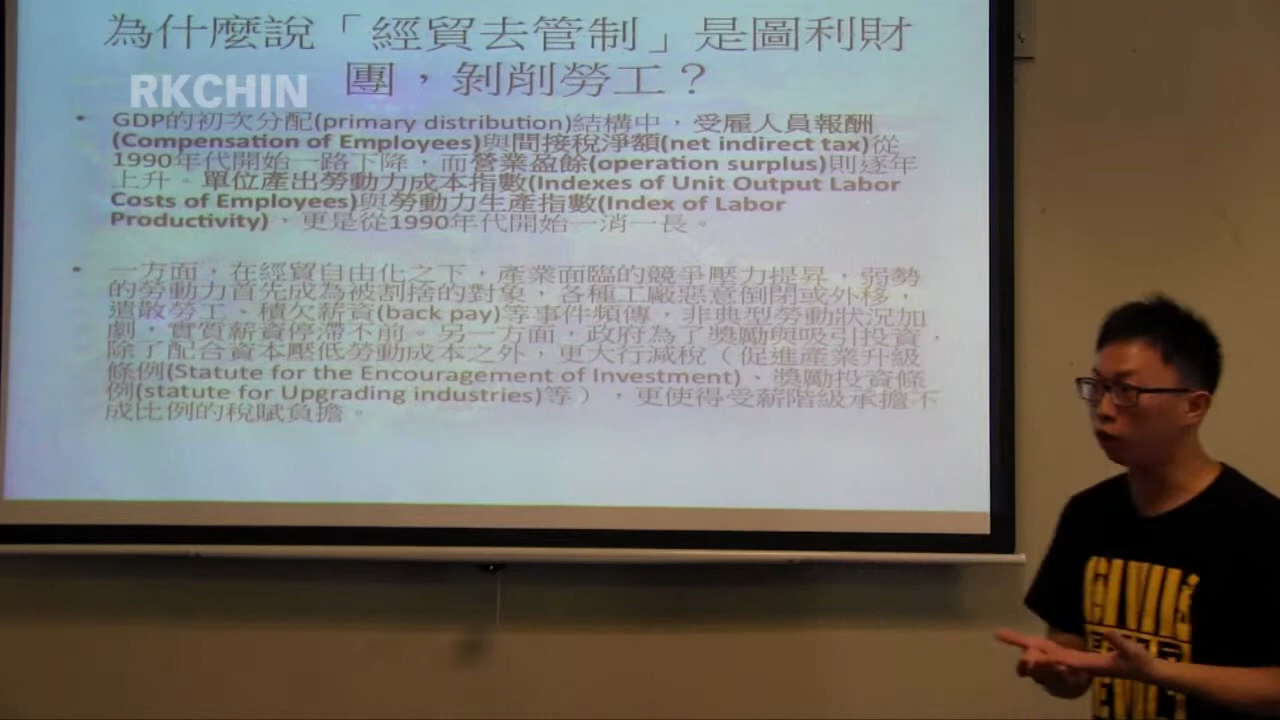 為什麼說「經貿去管制」是圖利財
團，剝削勞工？
RKCHIN
• GDP的初次分配(primary distribution)結構中，受雇人員報酬
(Compensation of Employees)與間接稅淨額(net indirect tax)從
1990年代開始一路下降，而營業盈餘(operation surplus)則逐年
上升。單位產出勞動力成本指數(Indexes of Unit Output Labor
Costs of Employees)與勞動力生產指數(Index of Labor
Productivity)，更是從1990年代開始一消一長。
• 一方面，在經貿自由化之下，產業面臨的競爭壓力提昇，弱勢
的勞動力首先成為被割捨的對象，各種工廠惡意倒閉或外移，
遣散勞工、積欠薪資(back pay)等事件頻傳，非典型勞動狀況加
劇，實質薪資停滯不前。另一方面，政府為了獎勵與吸引投資，
除了配合資本壓低勞動成本之外，更大行減稅（促進產業升級
條例(Statute for the Encouragement of Investment)、獎勵投資條
例(statute for Upgrading industries)等），更使得受薪階級承擔不
成比例的稅賦負擔。
CIVIL